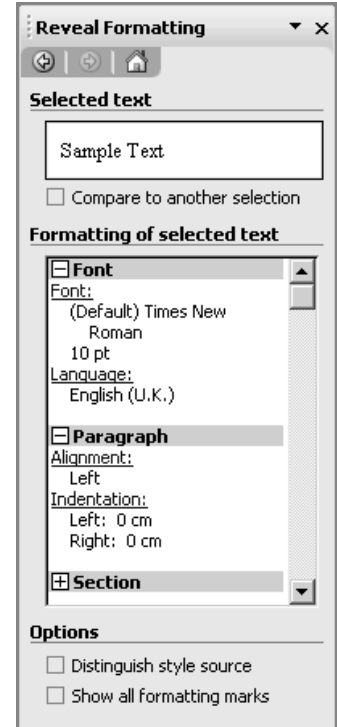 Reveal Formatting
Selected text
Sample Text
Compare to another selection
Formatting of selected text
Font
Font:
(Default) Times New
Roman
10 pt
Language:
English (U.K.)
Paragraph
Alignment:
Left
Indentation:
Left: 0 cm
Right: 0 cm
Section
Options
Distinguish style source
Show all formatting marks